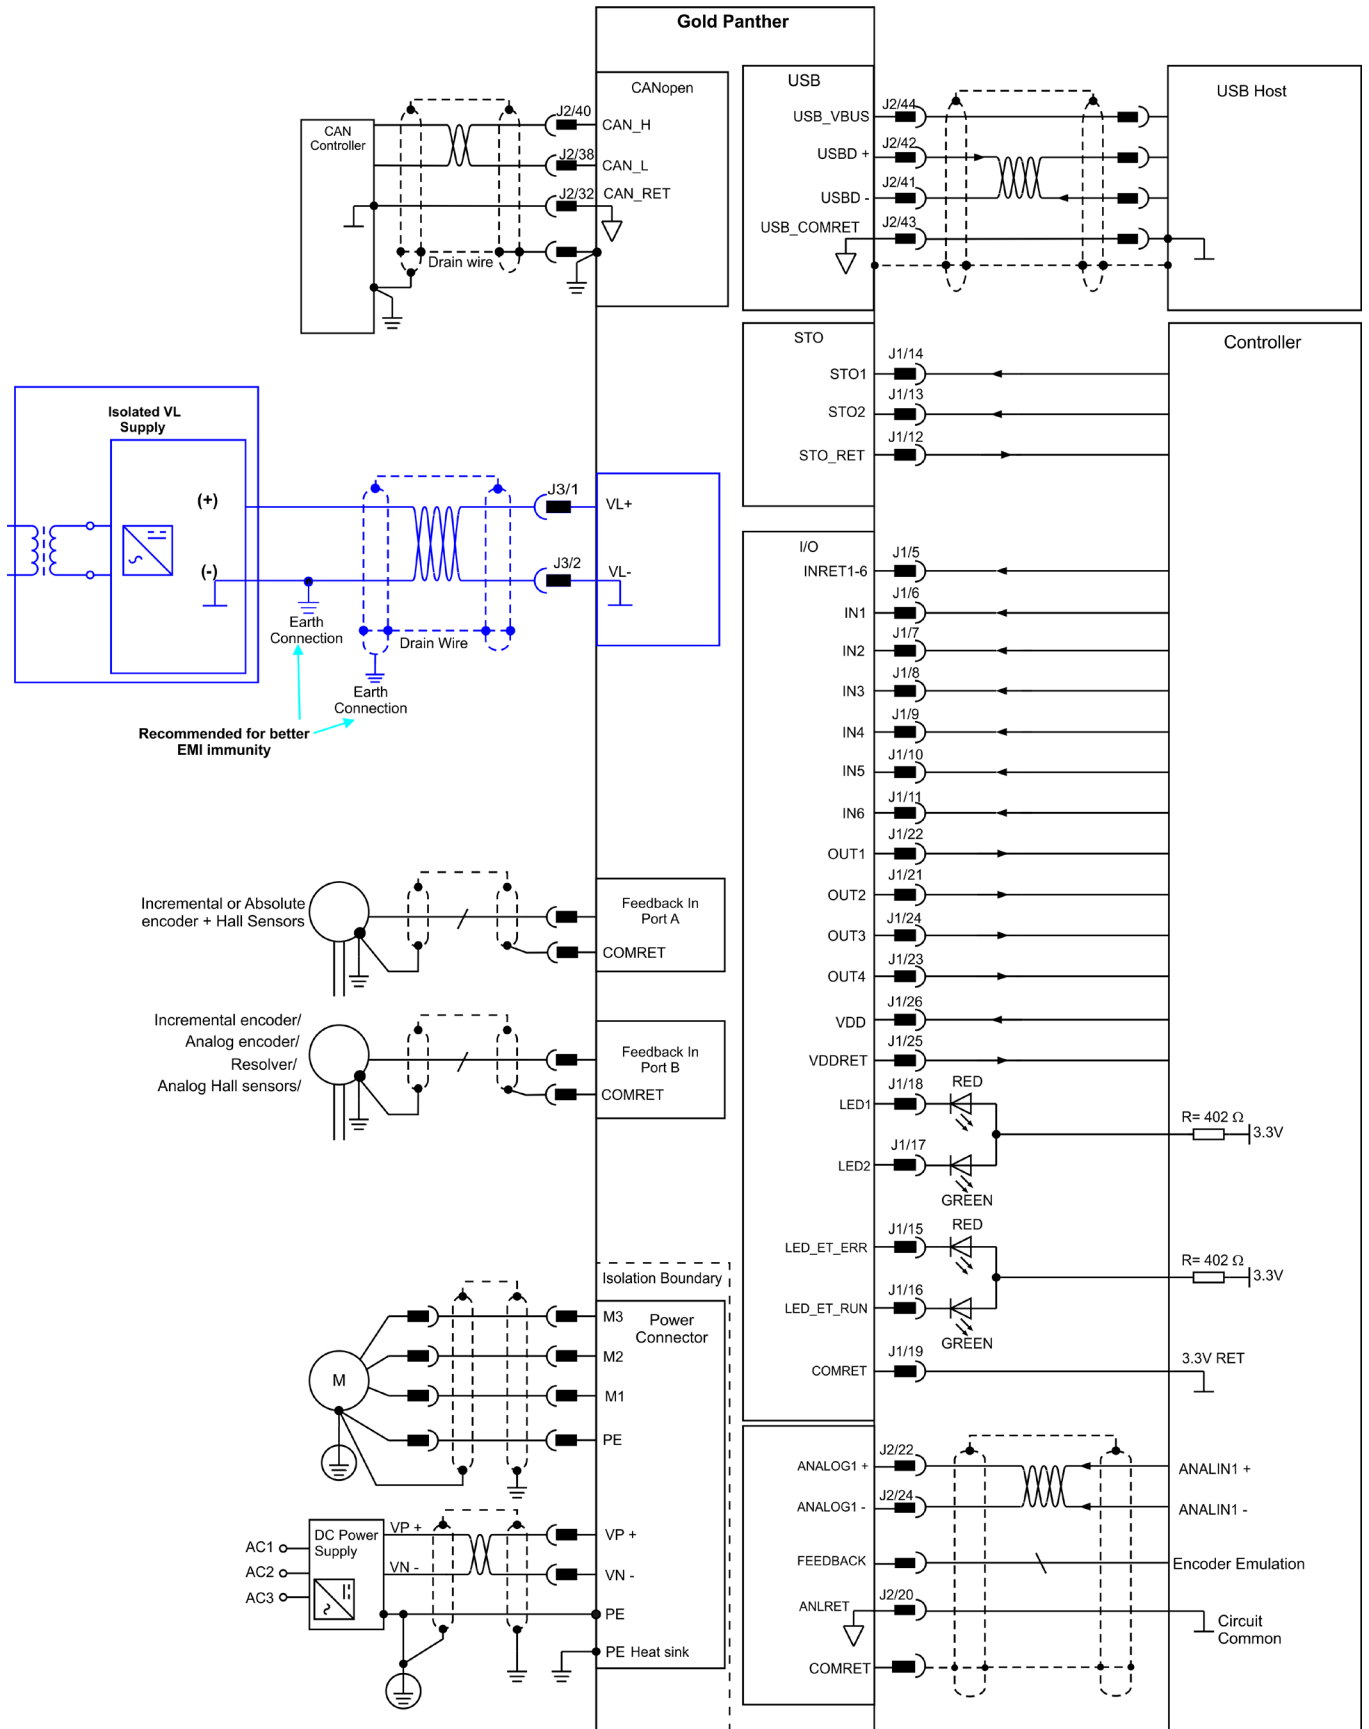 Gold Panther
CANopen
CAN
Controller
J2/40
CAN_H
J2/38
CAN_L
J2/32
CAN_RET
Drain wire
USB
USB Host
USB_VBUS
J2/44
USBD +
J2/42
USBD -
J2/41
USB_COMRET
J2/43
STO
Controller
STO1
J1/14
STO2
J1/13
STO_RET
J1/12
Isolated VL
Supply
(+)
(-)
J3/1
VL+
J3/2
VL-
Earth
Connection
Drain Wire
Earth
Connection
Recommended for better
EMI immunity
I/O
INRET1-6
J1/5
IN1
J1/6
IN2
J1/7
IN3
J1/8
IN4
J1/9
IN5
J1/10
IN6
J1/11
OUT1
J1/22
OUT2
J1/21
OUT3
J1/24
OUT4
J1/23
VDD
J1/26
VDDRET
J1/25
LED1
J1/18
RED
LED2
J1/17
GREEN
R= 402 Ω
3.3V
LED_ET_ERR
J1/15
RED
LED_ET_RUN
J1/16
GREEN
R= 402 Ω
3.3V
COMRET
J1/19
3.3V RET
Incremental or Absolute
encoder + Hall Sensors
Feedback In
Port A
COMRET
Incremental encoder/
Analog encoder/
Resolver/
Analog Hall sensors/
Feedback In
Port B
COMRET
Isolation Boundary
Power
Connector
M
M3
M2
M1
PE
AC1
AC2
AC3
DC Power
Supply
VP +
VN -
VP +
VN -
PE
PE Heat sink
ANALOG1 +
J2/22
ANALIN1 +
ANALOG1 -
J2/24
ANALIN1 -
FEEDBACK
Encoder Emulation
ANLRET
J2/20
Circuit
Common
COMRET